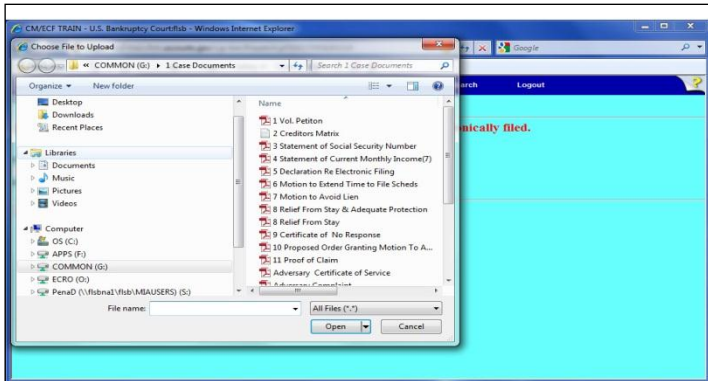 CM/ECF TRAIN - U.S. Bankruptcy Court:flsb - Windows Internet Explorer
Choose File to Upload
Google
« COMMON (G:) ▸ 1 Case Documents
Search 1 Case Documents
Organize
New folder
arch
Logout
Desktop
Downloads
Recent Places
Libraries
Documents
Music
Pictures
Videos
Computer
OS (C:)
APPS (F:)
COMMON (G:)
ECRO (O:)
PenaD (\\flsbna1\flsb\MIAUSERS) (S:)
Name
1 Vol. Petiton
2 Creditors Matrix
3 Statement of Social Security Number
4 Statement of Current Monthly Income(7)
5 Declaration Re Electronic Filing
6 Motion to Extend Time to File Scheds
7 Motion to Avoid Lien
8 Relief From Stay & Adequate Protection
8 Relief From Stay
9 Certificate of No Response
10 Proposed Order Granting Motion To A...
11 Proof of Claim
Adversary Certificate of Service
Adversary Complaint
onically filed.
File name:
All Files (*.*)
Open
Cancel